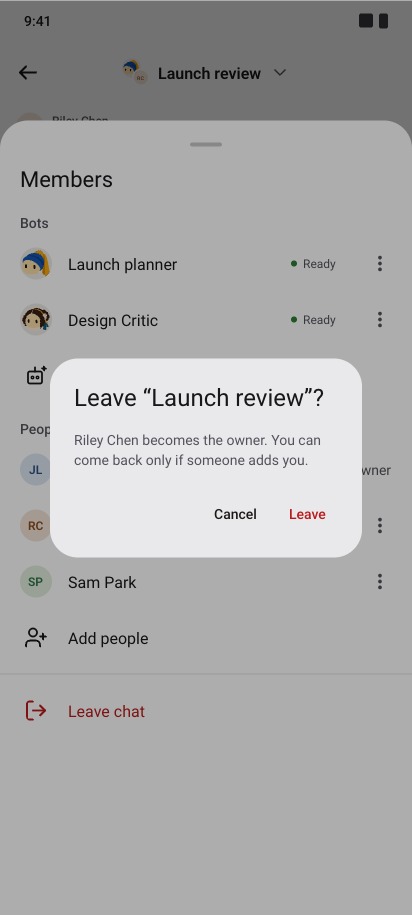 9:41
RC
Launch review
Members
Bots
Launch planner
Ready
Design Critic
Ready
Leave “Launch review”?
Riley Chen becomes the owner. You can
come back only if someone adds you.
Cancel
Leave
JL
RC
SP
Sam Park
Add people
Leave chat